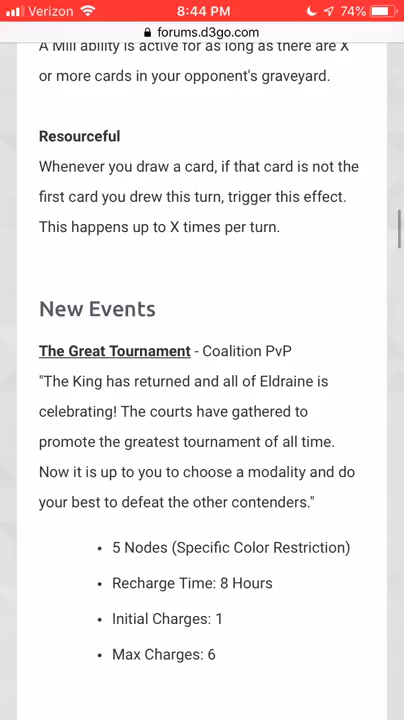 Verizon 8:44 PM 74%
forums.d3go.com
A Mill ability is active for as long as there are X
or more cards in your opponent's graveyard.
Resourceful
Whenever you draw a card, if that card is not the
first card you drew this turn, trigger this effect.
This happens up to X times per turn.
New Events
The Great Tournament - Coalition PvP
"The King has returned and all of Eldraine is
celebrating! The courts have gathered to
promote the greatest tournament of all time.
Now it is up to you to choose a modality and do
your best to defeat the other contenders."
• 5 Nodes (Specific Color Restriction)
• Recharge Time: 8 Hours
• Initial Charges: 1
• Max Charges: 6